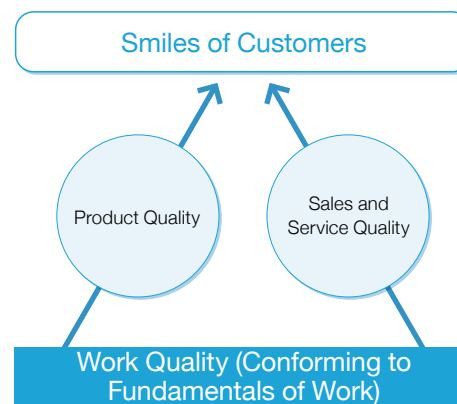 Smiles of Customers
Product Quality
Sales and
Service Quality
Work Quality (Conforming to
Fundamentals of Work)